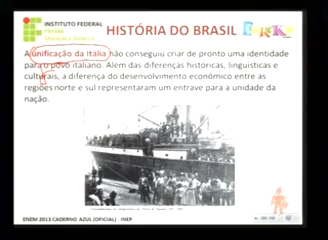 INSTITUTO FEDERAL
HISTÓRIA DO BRASIL
A unificação da Itália não conseguiu criar de pronto uma identidade
para o povo italiano. Além das diferenças históricas, linguísticas e
culturais, a diferença do desenvolvimento econômico entre as
regiões norte e sul representaram um entrave para a unidade da
nação.
ENEM 2013 CADERNO AZUL (OFICIAL) - INEP